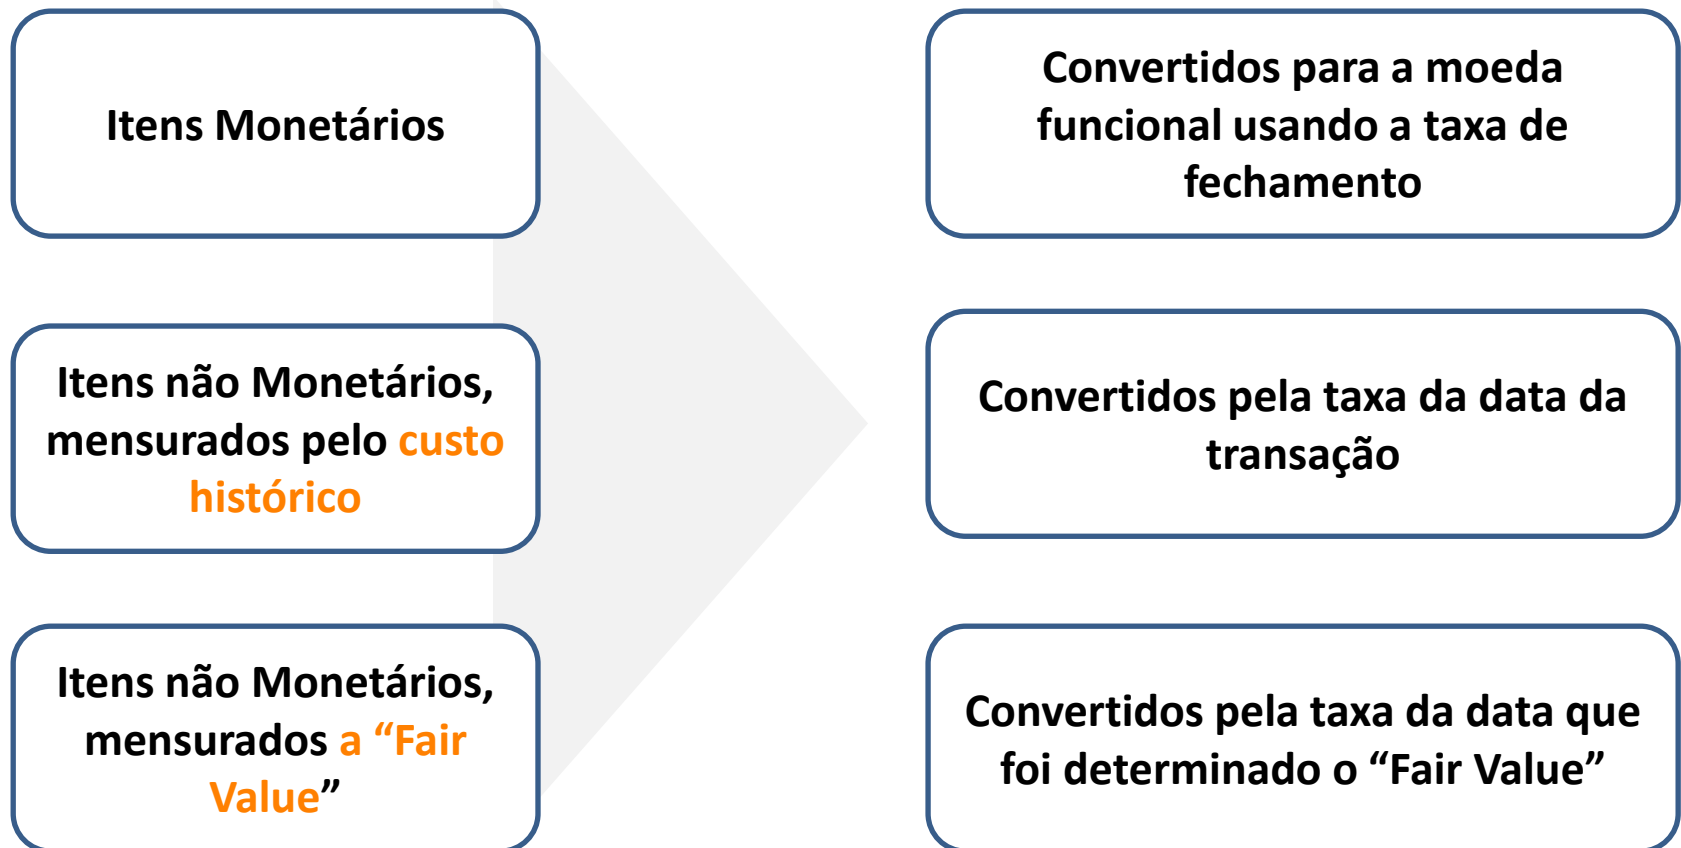 Itens Monetários
Convertidos para a moeda
funcional usando a taxa de
fechamento
Itens não Monetários,
mensurados pelo custo
histórico
Convertidos pela taxa da data da
transação
Itens não Monetários,
mensurados a “Fair
Value”
Convertidos pela taxa da data que
foi determinado o “Fair Value”